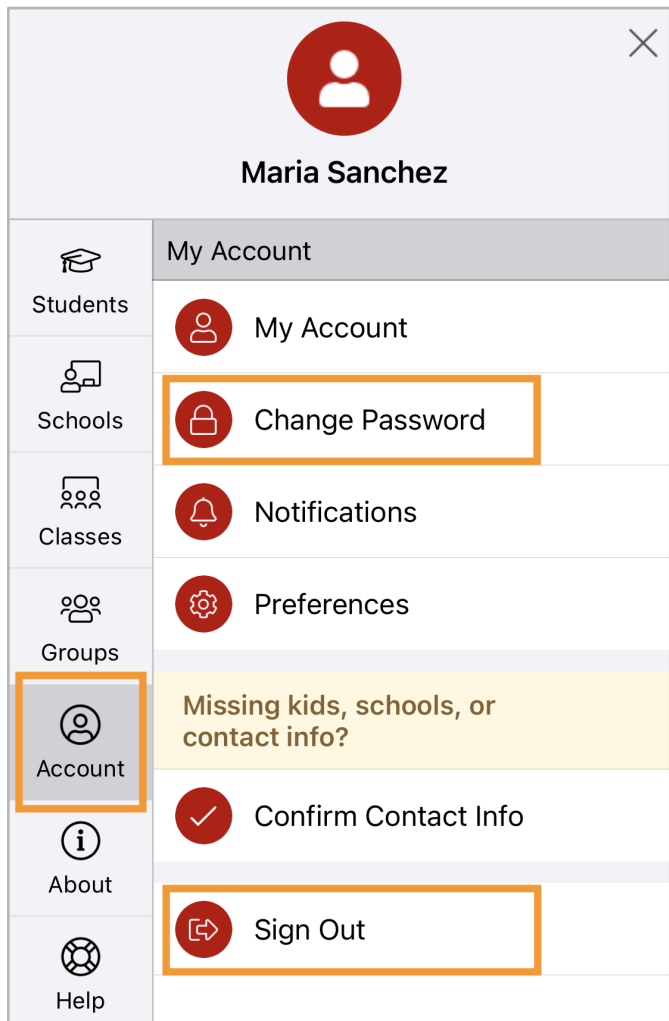 Maria Sanchez
Students
Schools
Classes
Groups
Account
About
Help
My Account
My Account
Change Password
Notifications
Preferences
Missing kids, schools, or
contact info?
Confirm Contact Info
Sign Out